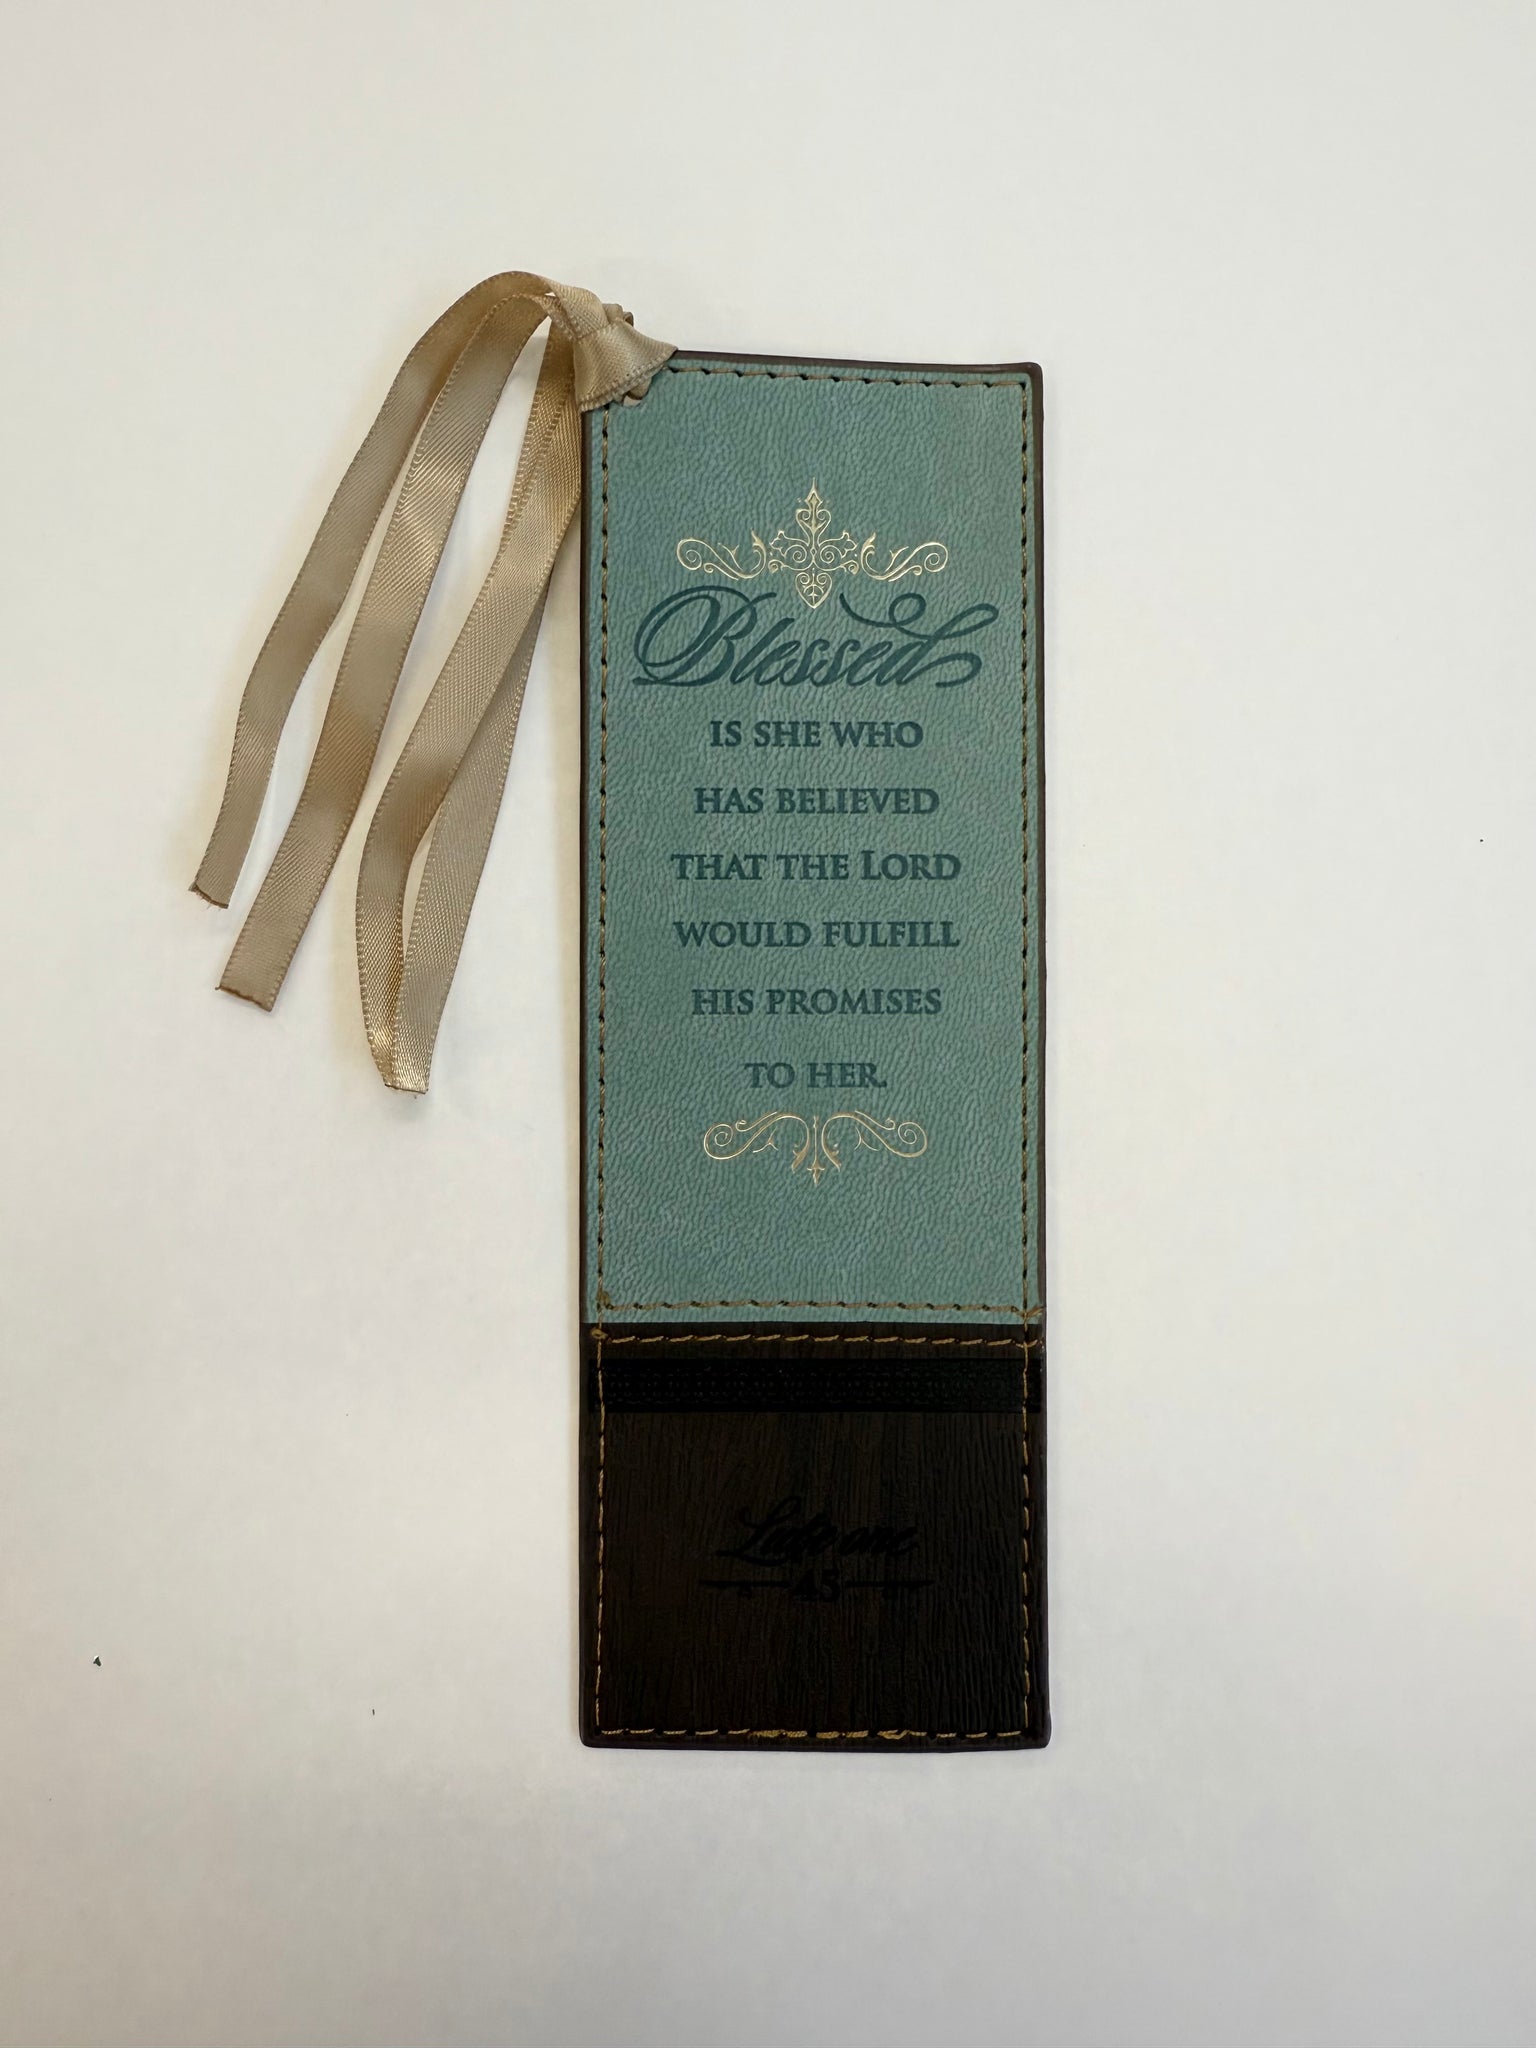 Blessed
IS SHE WHO
HAS BELIEVED
THAT THE LORD
WOULD FULFILL
HIS PROMISES
TO HER.
Luke one
45